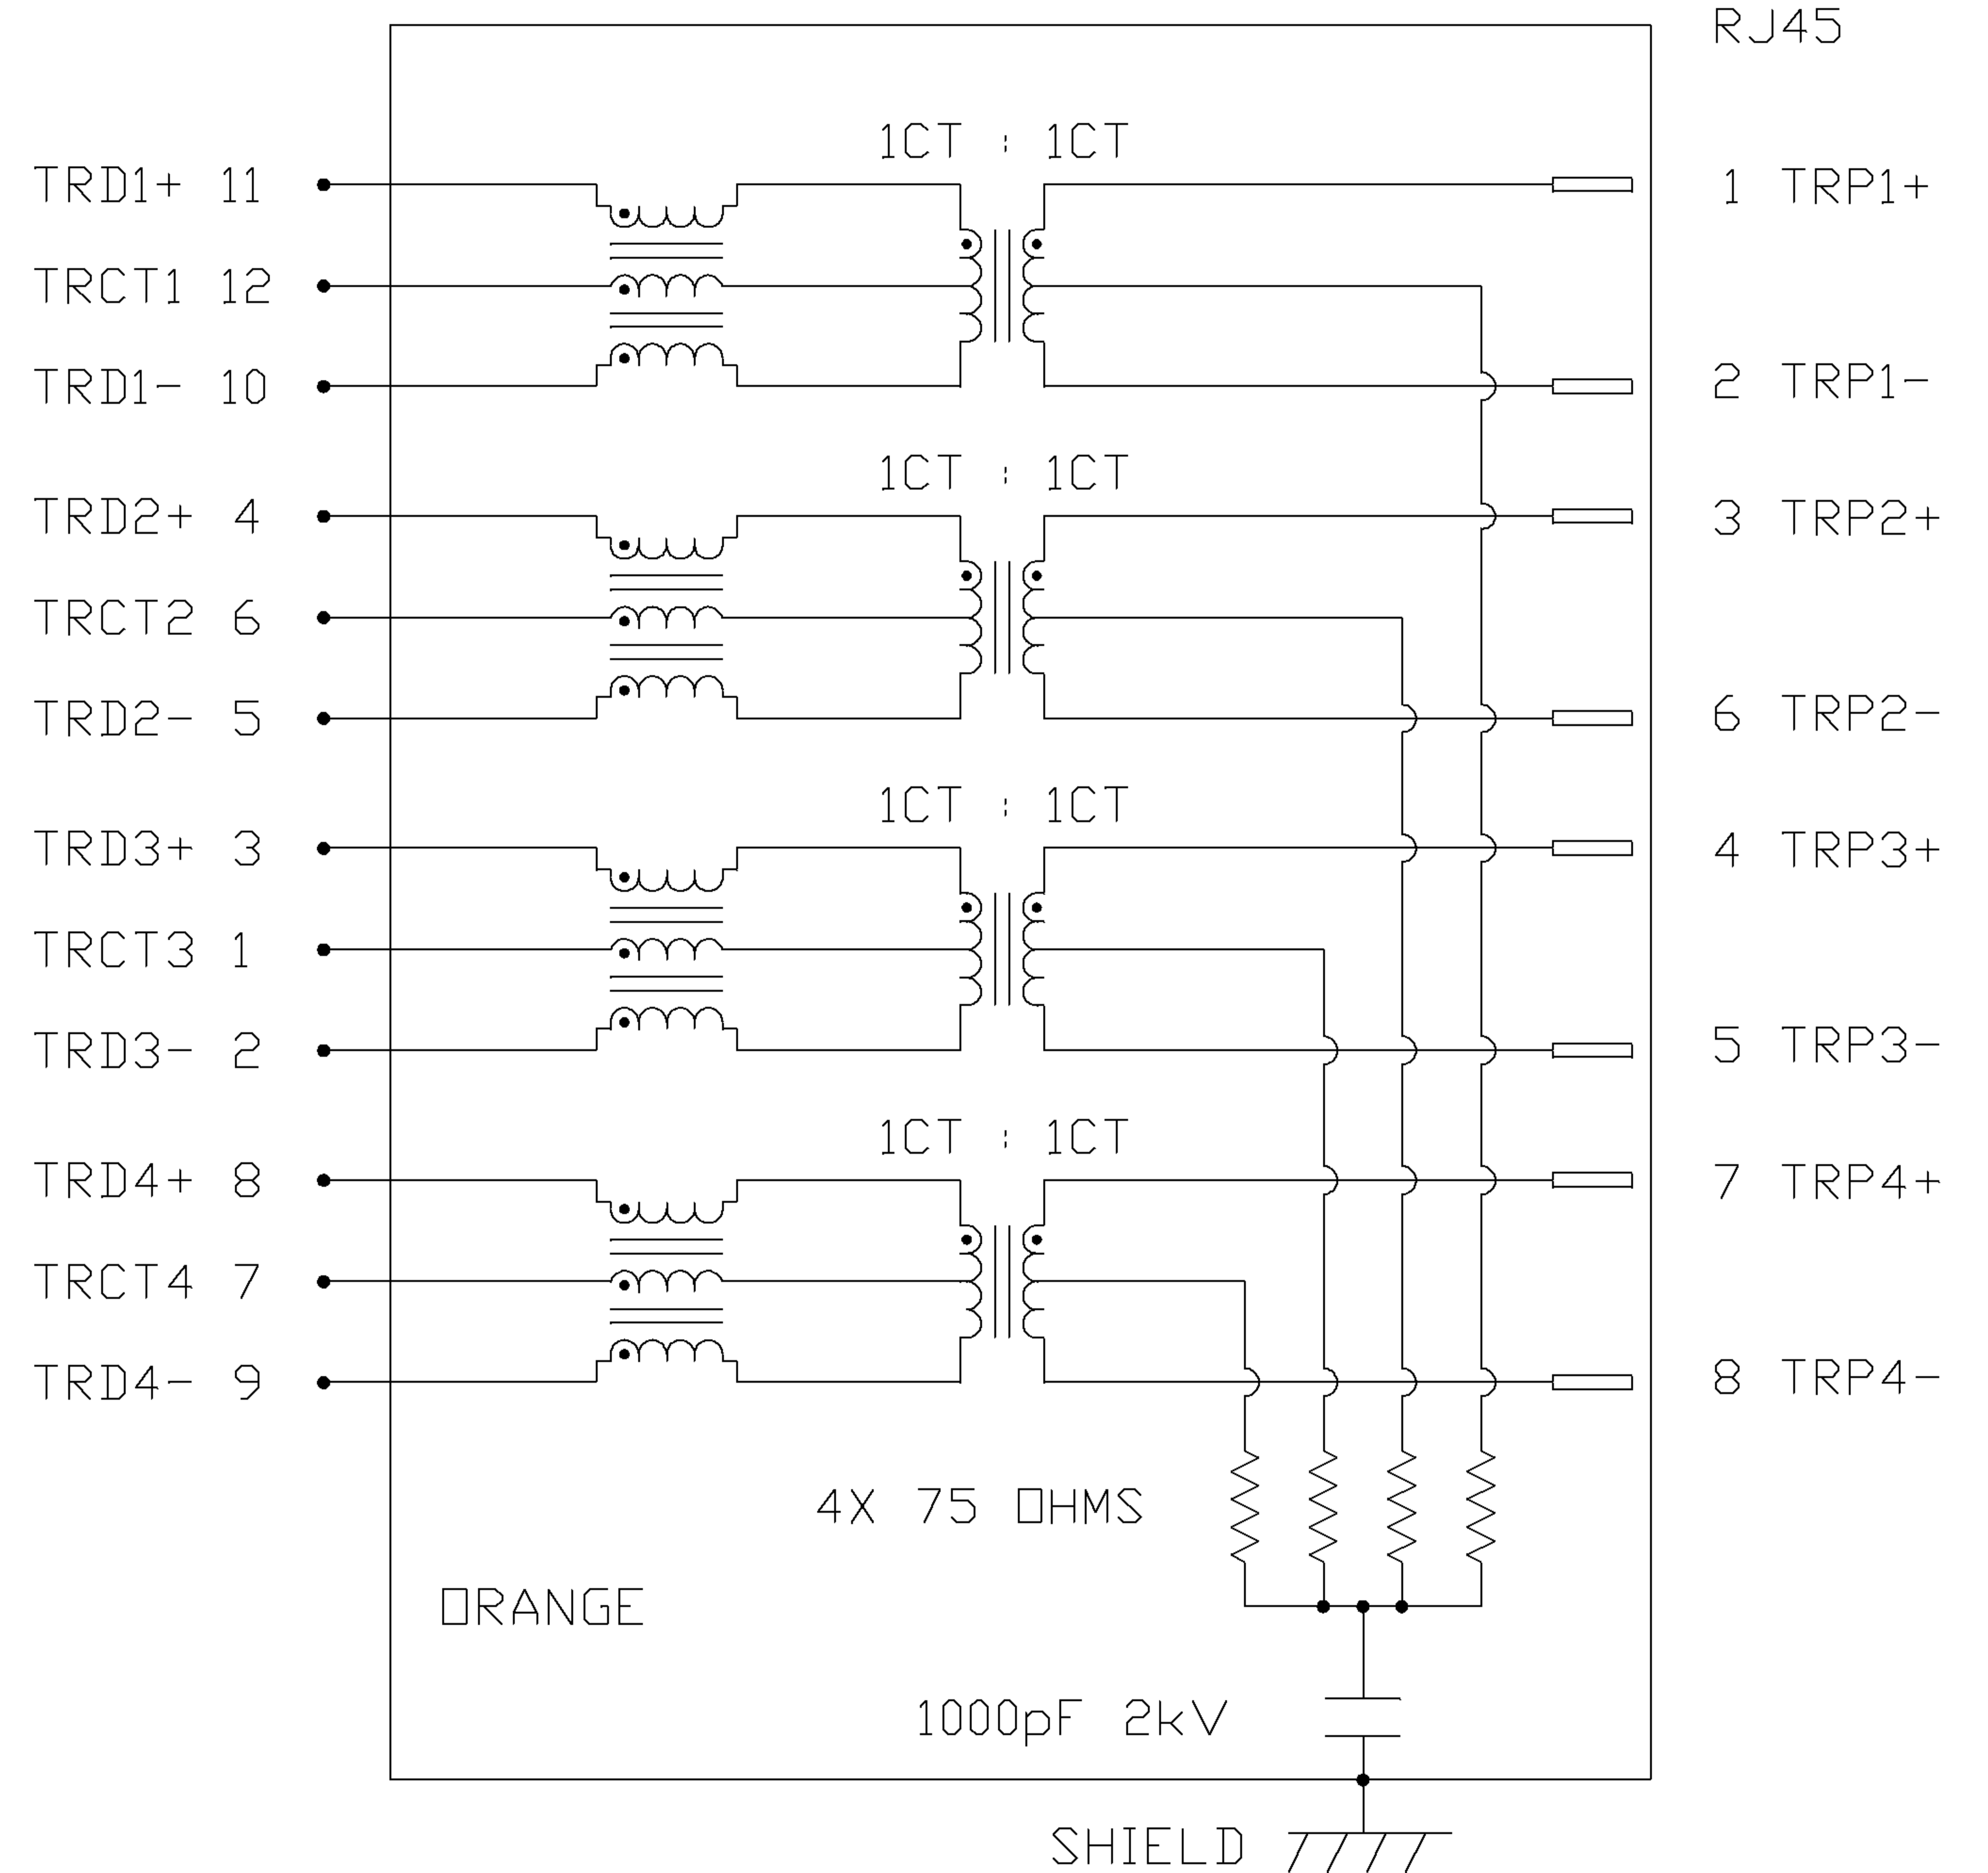 RJ45
1CT : 1CT
TRD1+ 11
1 TRP1+
TRCT1 12
TRD1- 10
2 TRP1-
1CT : 1CT
TRD2+ 4
3 TRP2+
TRCT2 6
TRD2- 5
6 TRP2-
1CT : 1CT
TRD3+ 3
4 TRP3+
TRCT3 1
TRD3- 2
5 TRP3-
1CT : 1CT
TRD4+ 8
7 TRP4+
TRCT4 7
TRD4- 9
8 TRP4-
4X 75 OHMS
ORANGE
1000pF 2kV
SHIELD